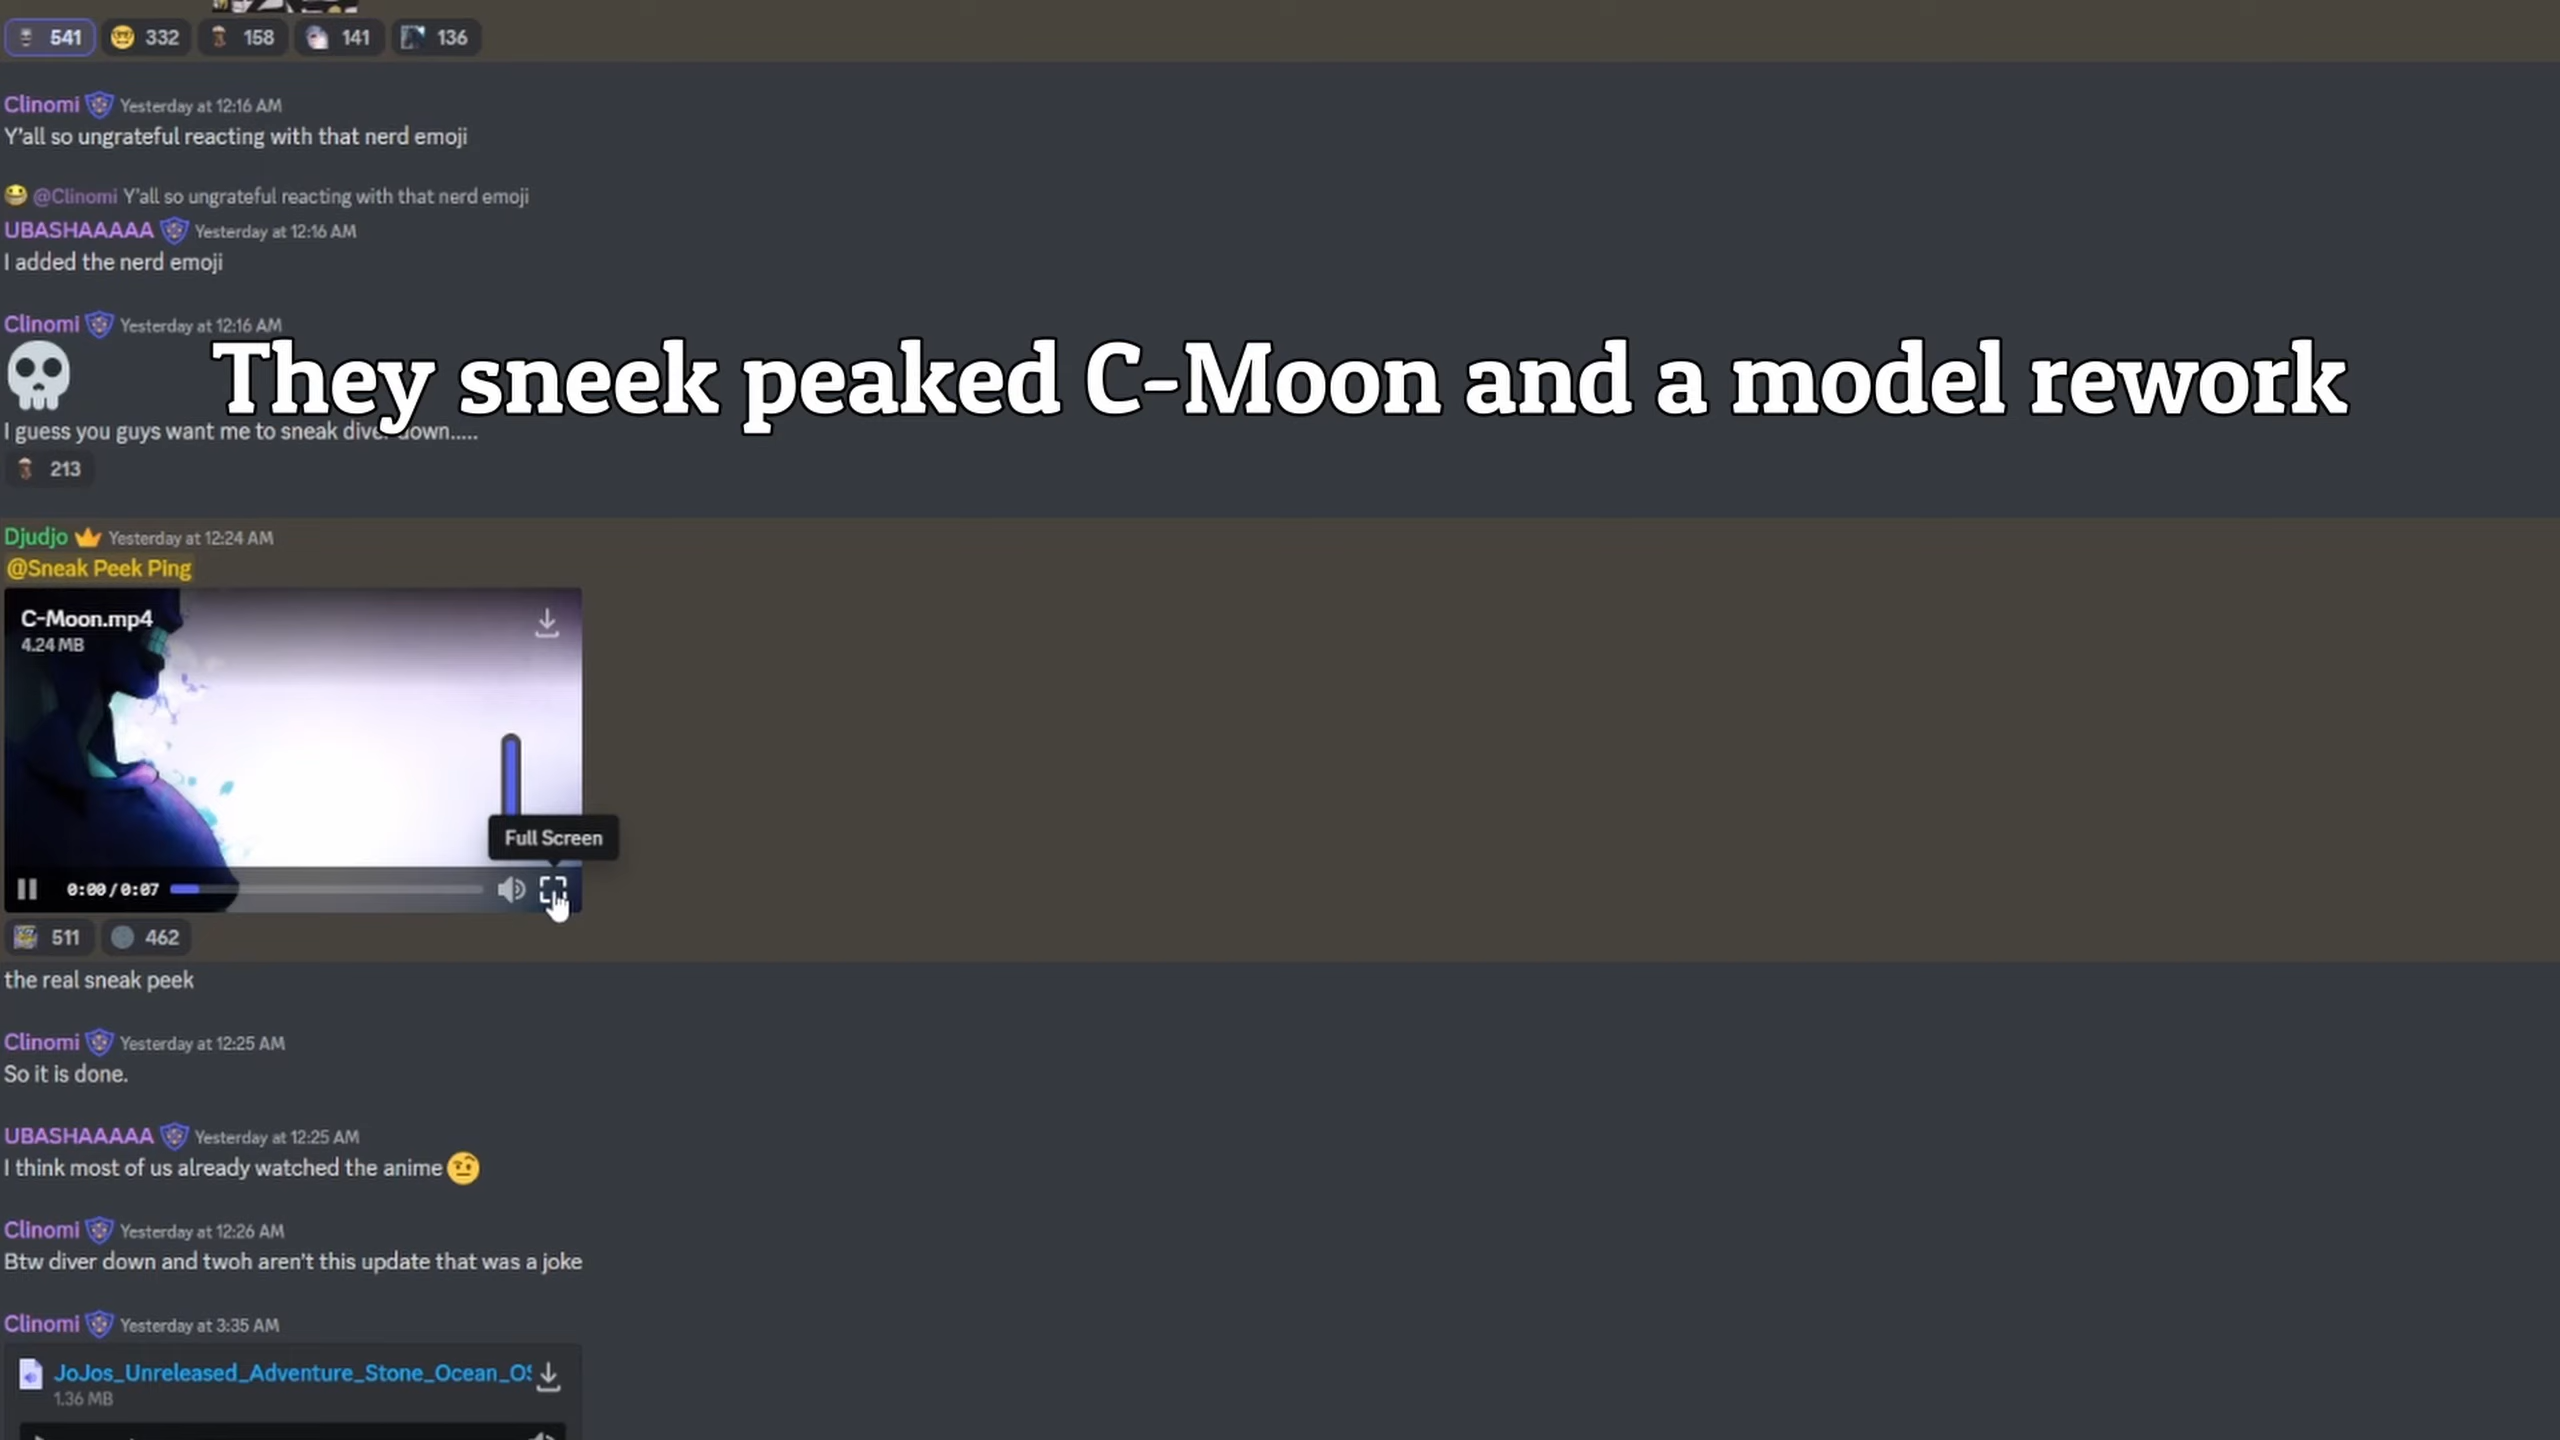 541 332 158 141 136
Clinomi Yesterday at 12:16 AM
Y'all so ungrateful reacting with that nerd emoji
@Clinomi Y'all so ungrateful reacting with that nerd emoji
UBASHAAAAA Yesterday at 12:16 AM
I added the nerd emoji
Clinomi Yesterday at 12:16 AM
They sneek peaked C-Moon and a model rework
I guess you guys want me to sneak diver down.....
213
Djudjo Yesterday at 12:24 AM
@Sneak Peek Ping
C-Moon.mp4
4.24 MB
Full Screen
0:00/0:07
511 462
the real sneak peek
Clinomi Yesterday at 12:25 AM
So it is done.
UBASHAAAAA Yesterday at 12:25 AM
I think most of us already watched the anime
Clinomi Yesterday at 12:26 AM
Btw diver down and twoh aren't this update that was a joke
Clinomi Yesterday at 3:35 AM
JoJos_Unreleased_Adventure_Stone_Ocean_OS
1.36 MB